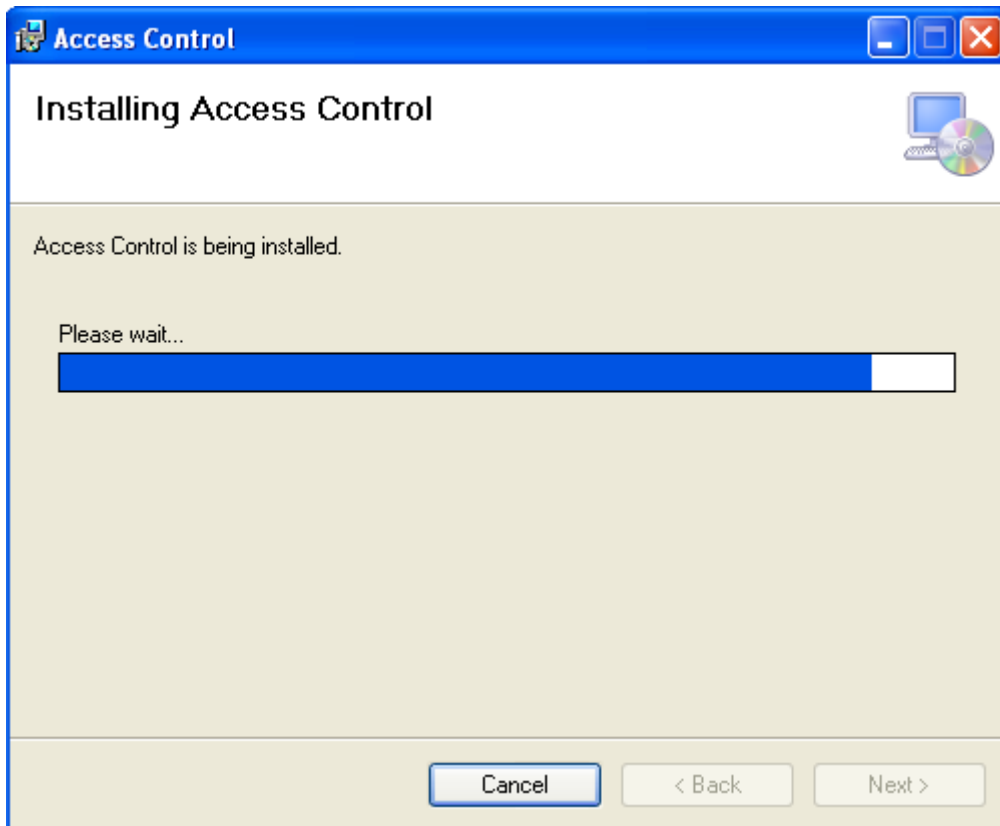 Access Control
Installing Access Control
Access Control is being installed.
Please wait...
Cancel
< Back
Next >